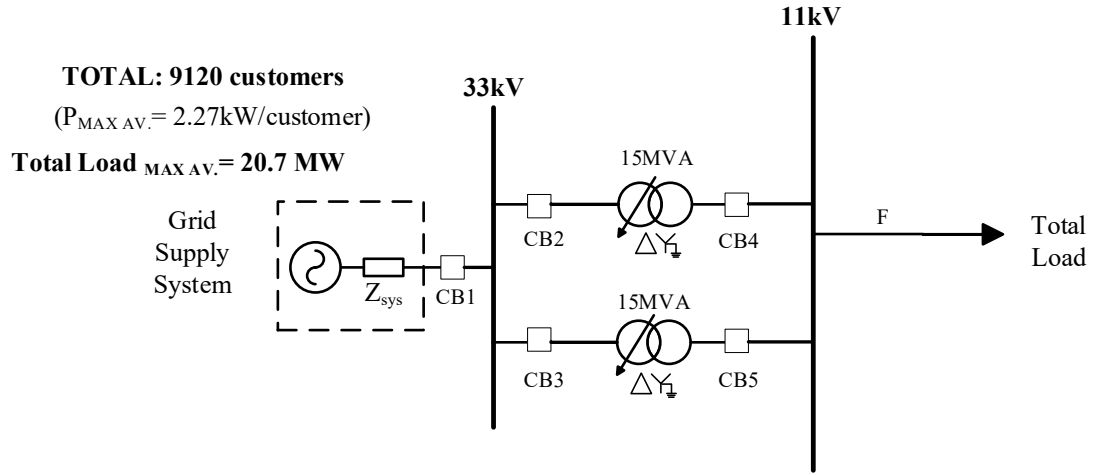 11kV
TOTAL: 9120 customers
(PMAX AV.= 2.27kW/customer)
Total Load MAX AV.= 20.7 MW
33kV
15MVA
CB2
CB4
Grid
Supply
System
Zsys
CB1
F
Total
Load
15MVA
CB3
CB5